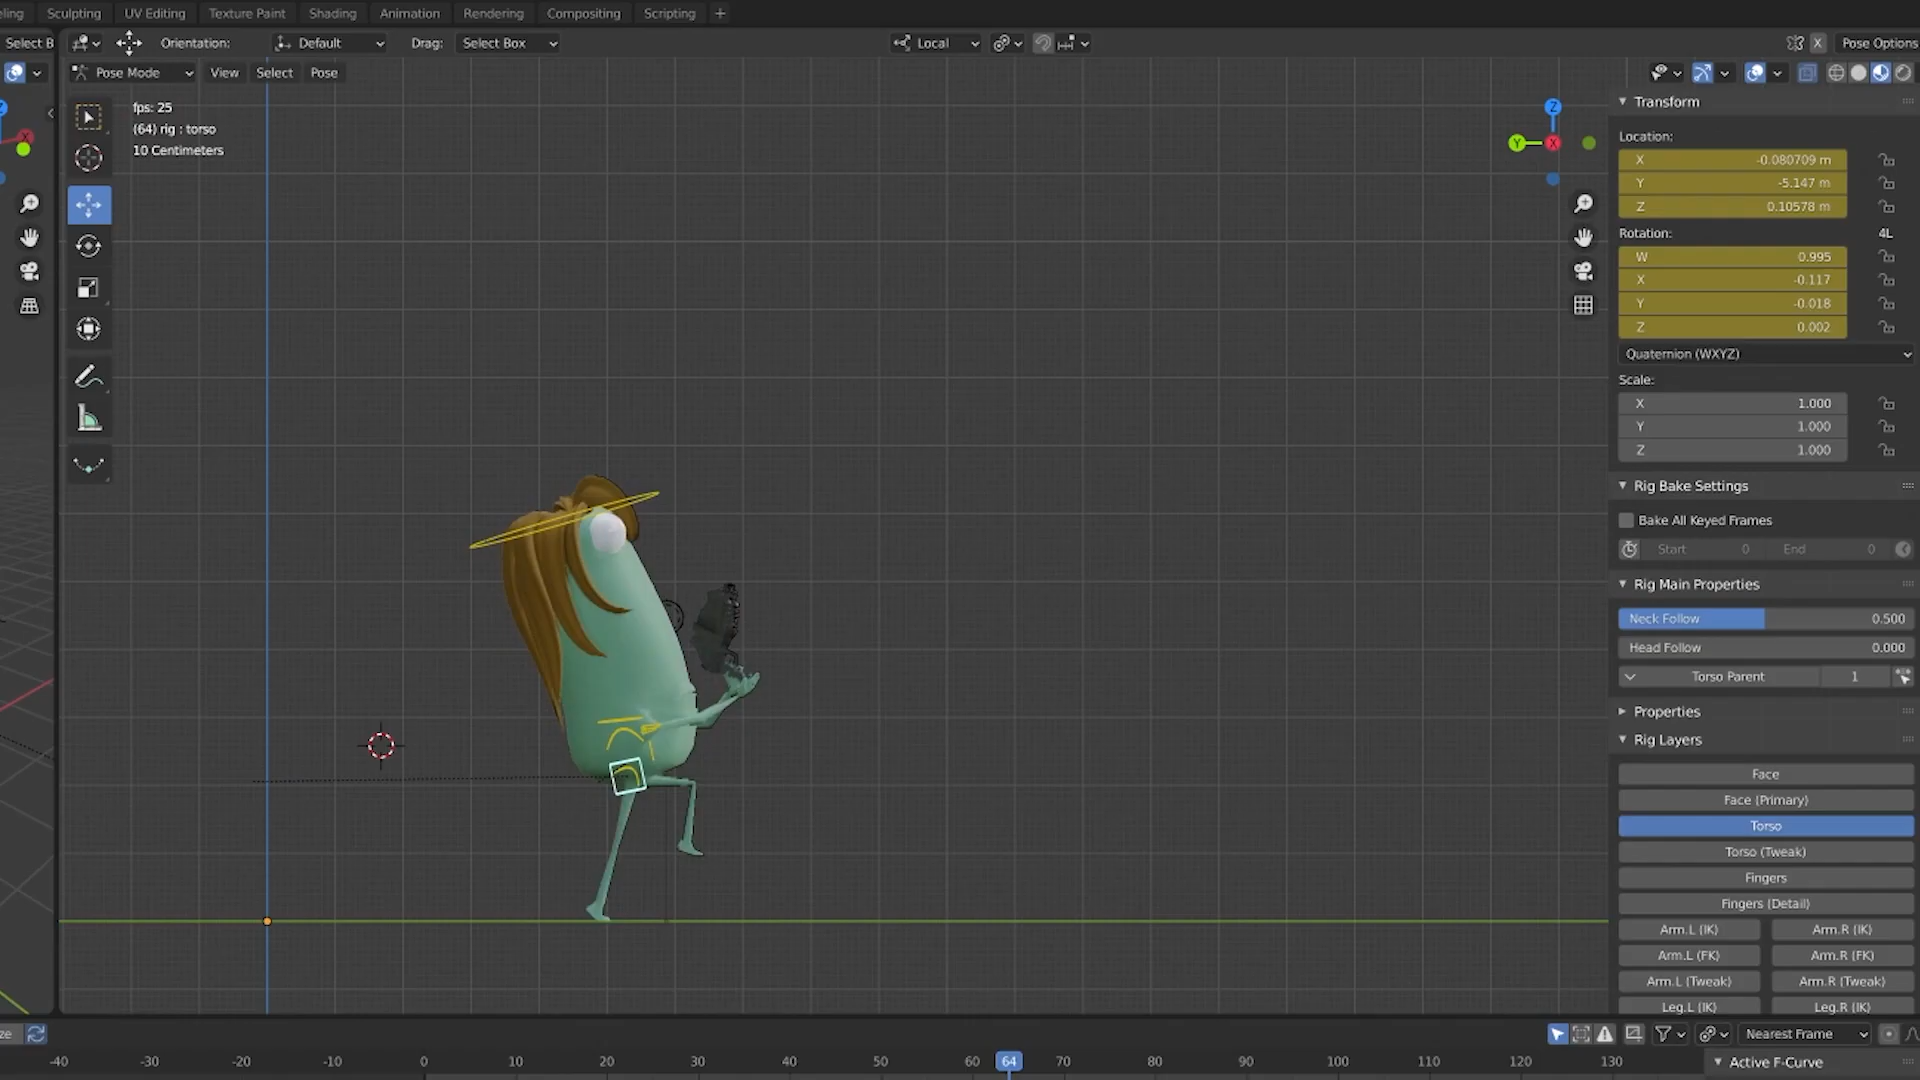 Sculpting UV Editing Texture Paint Shading Animation Rendering Compositing Scripting +
Select B Orientation: Default Drag: Select Box Local X Pose Options
Pose Mode View Select Pose
fps: 25
(64) rig : torso
10 Centimeters
Z
Y X
Transform
Location:
X -0.080709 m
Y -5.147 m
Z 0.10578 m
Rotation: 4L
W 0.995
X -0.117
Y -0.018
Z 0.002
Quaternion (WXYZ)
Scale:
X 1.000
Y 1.000
Z 1.000
Rig Bake Settings
Bake All Keyed Frames
Start 0 End 0
Rig Main Properties
Neck Follow 0.500
Head Follow 0.000
Torso Parent 1
Properties
Rig Layers
Face
Face (Primary)
Torso
Torso (Tweak)
Fingers
Fingers (Detail)
Arm.L (IK) Arm.R (IK)
Arm.L (FK) Arm.R (FK)
Arm.L (Tweak) Arm.R (Tweak)
Leg.L (IK) Leg.R (IK)
Nearest Frame
-40 -30 -20 -10 0 10 20 30 40 50 60 64 70 80 90 100 110 120 130
Active F-Curve